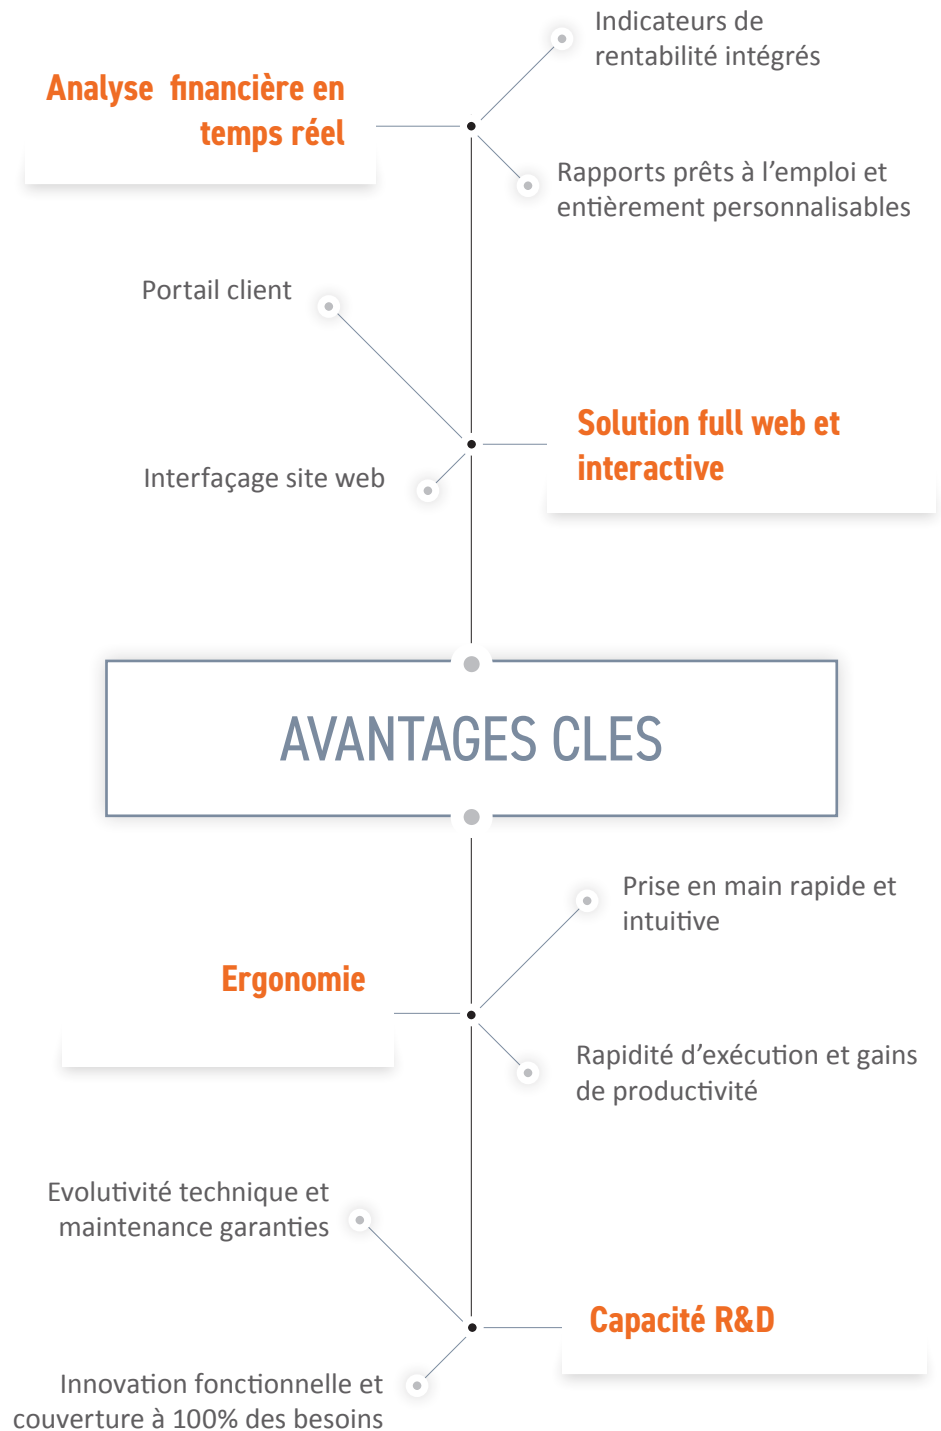 Indicateurs de
rentabilité intégrés
Analyse financière en
temps réel
Rapports prêts à l’emploi et
entièrement personnalisables
Portail client
Solution full web et
interactive
Interfaçage site web
AVANTAGES CLES
Prise en main rapide et
intuitive
Ergonomie
Rapidité d’exécution et gains
de productivité
Evolutivité technique et
maintenance garanties
Capacité R&D
Innovation fonctionnelle et
couverture à 100% des besoins